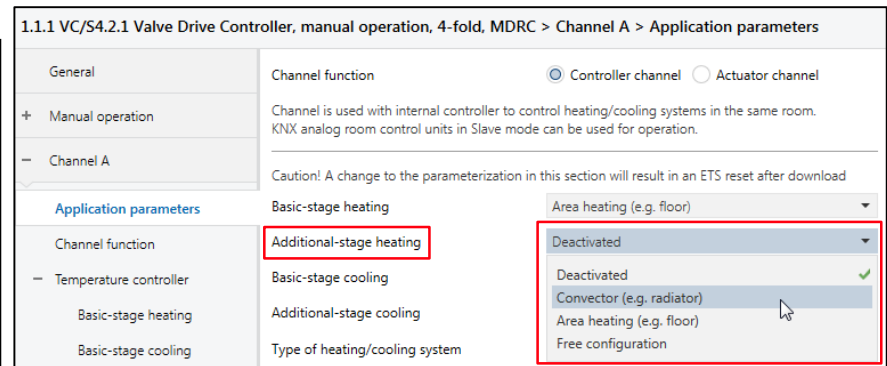 1.1.1 VC/S4.2.1 Valve Drive Controller, manual operation, 4-fold, MDRC > Channel A > Application parameters
General
+ Manual operation
− Channel A
Application parameters
Channel function
− Temperature controller
Basic-stage heating
Basic-stage cooling
Channel function Controller channel Actuator channel
Channel is used with internal controller to control heating/cooling systems in the same room.
KNX analog room control units in Slave mode can be used for operation.
Caution! A change to the parameterization in this section will result in an ETS reset after download
Basic-stage heating Area heating (e.g. floor)
Additional-stage heating Deactivated
Basic-stage cooling
Additional-stage cooling
Type of heating/cooling system
Deactivated
Convector (e.g. radiator)
Area heating (e.g. floor)
Free configuration